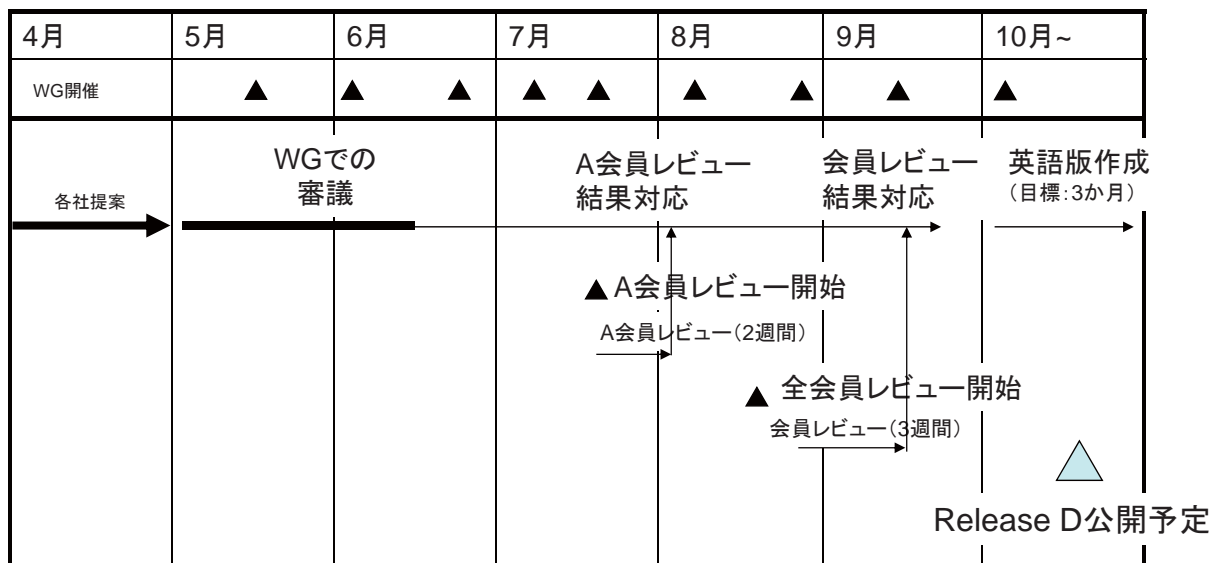 4月 5月 6月 7月 8月 9月 10月~
WG開催 ▲ ▲ ▲ ▲ ▲ ▲ ▲ ▲ ▲
各社提案
WGでの
審議
A会員レビュー
結果対応
会員レビュー
結果対応
英語版作成
(目標:3か月)
▲A会員レビュー開始
A会員レビュー(2週間)
▲ 全会員レビュー開始
会員レビュー(3週間)
Release D公開予定